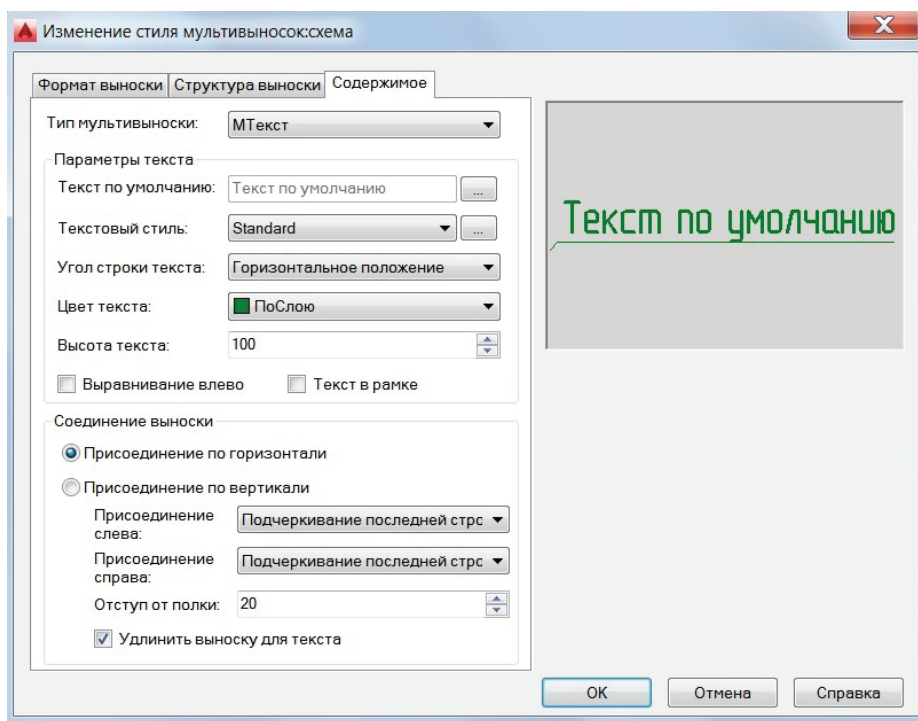 Изменение стиля мультивыносок:схема
Формат выноски Структура выноски Содержимое
Тип мультивыноски: МТекст
Параметры текста
Текст по умолчанию: Текст по умолчанию ...
Текстовый стиль: Standard ...
Угол строки текста: Горизонтальное положение
Цвет текста: ПоСлою
Высота текста: 100
Выравнивание влево Текст в рамке
Соединение выноски
Присоединение по горизонтали
Присоединение по вертикали
Присоединение
слева: Подчеркивание последней стро
Присоединение
справа: Подчеркивание последней стро
Отступ от полки: 20
Удлинить выноску для текста
Текст по умолчанию
ОК Отмена Справка